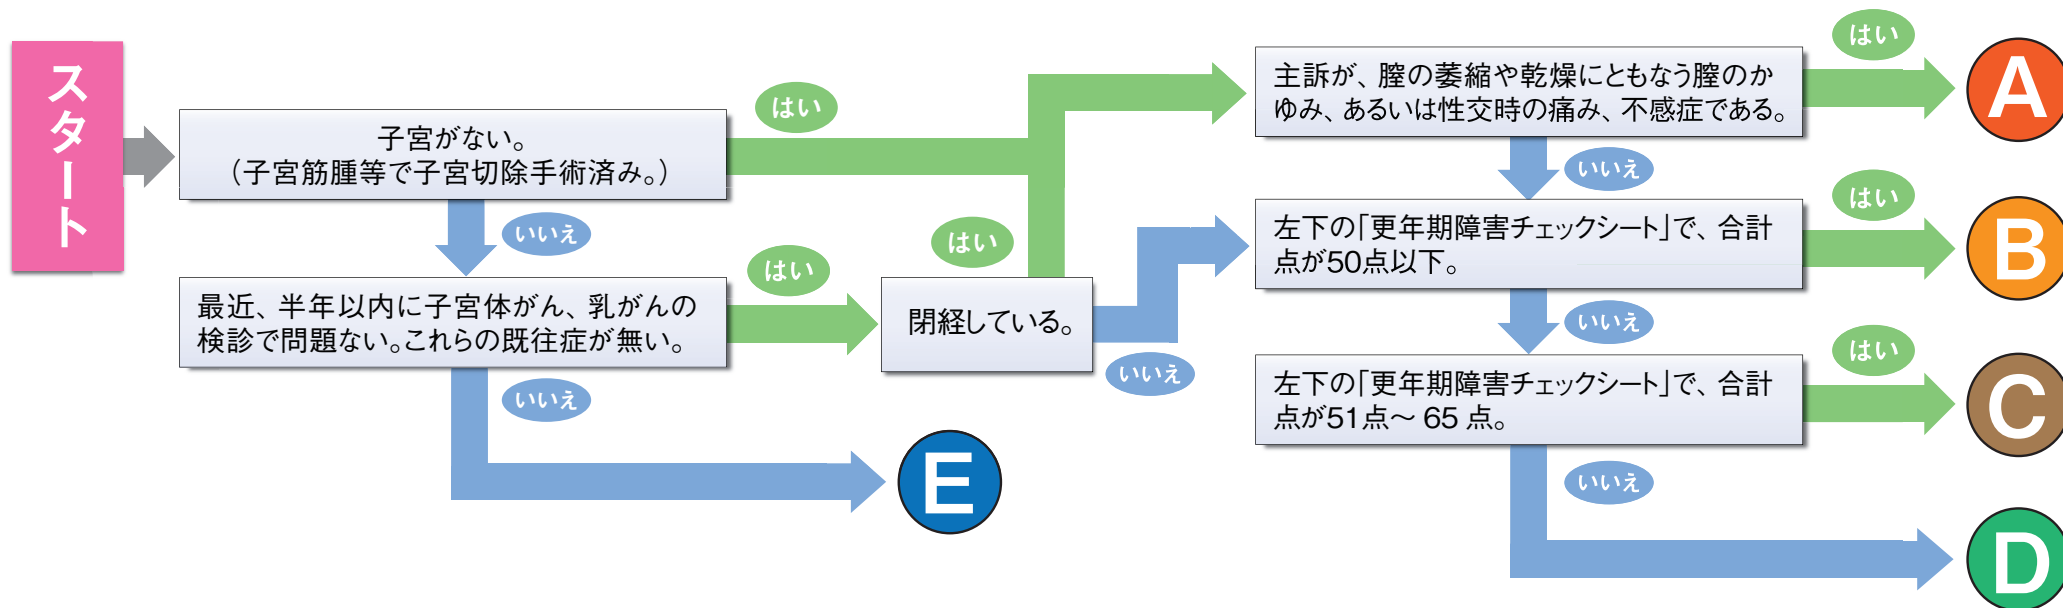 スタート
子宮がない。
（子宮筋腫等で子宮切除手術済み。）
はい
いいえ
最近、半年以内に子宮体がん、乳がんの
検診で問題ない。これらの既往症が無い。
はい
いいえ
閉経している。
はい
いいえ
E
主訴が、膣の萎縮や乾燥にともなう膣のか
ゆみ、あるいは性交時の痛み、不感症である。
はい
A
いいえ
左下の「更年期障害チェックシート」で、合計
点が50点以下。
はい
B
いいえ
左下の「更年期障害チェックシート」で、合計
点が51点〜 65 点。
はい
C
いいえ
D